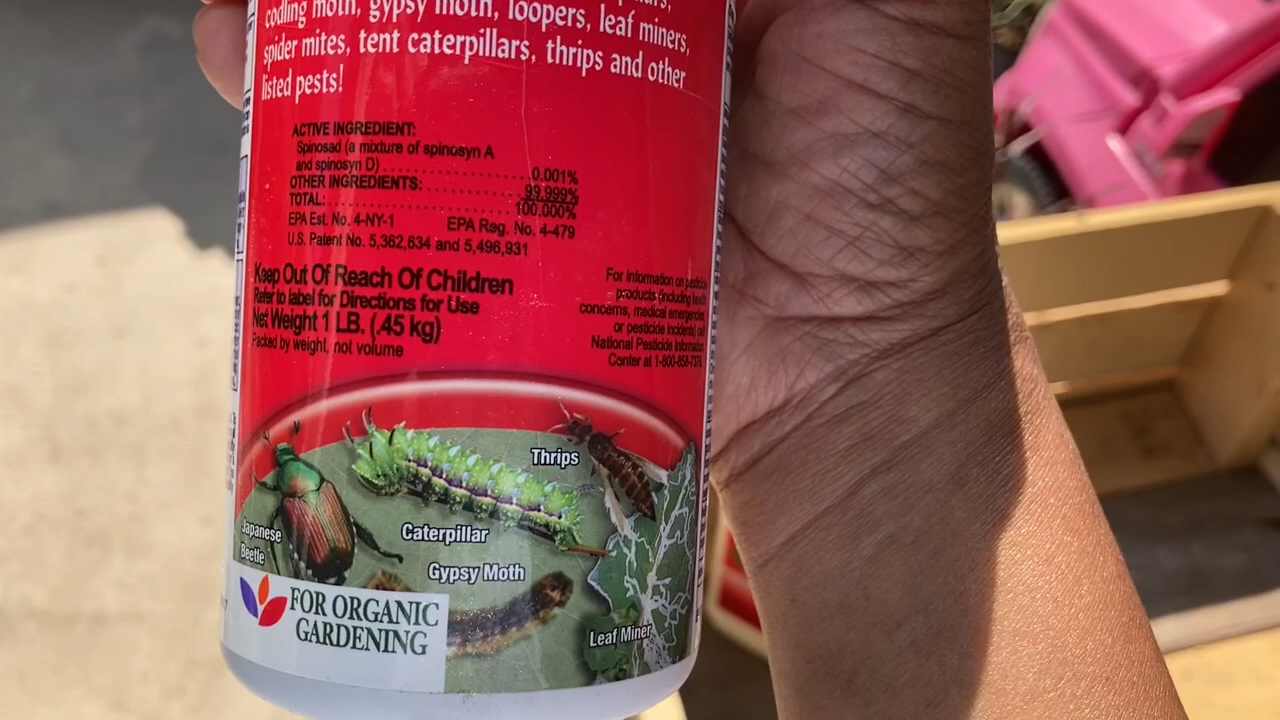 codling moth, gypsy moth, loopers, leaf miners,
spider mites, tent caterpillars, thrips and other
listed pests!
ACTIVE INGREDIENT:
Spinosad (a mixture of spinosyn A
and spinosyn D) 0.001%
OTHER INGREDIENTS: 99.999%
TOTAL: 100.000%
EPA Est. No. 4-NY-1 EPA Reg. No. 4-479
U.S. Patent No. 5,362,634 and 5,496,931
Keep Out Of Reach Of Children
Refer to label for Directions for Use
Net Weight 1 LB. (.45 kg)
Packed by weight, not volume
For information on pesticide
products (including health
concerns, medical emergencies
or pesticide incidents) call
National Pesticide Information
Center at 1-800-858-7378.
Thrips
Japanese
Beetle
Caterpillar
Gypsy Moth
Leaf Miner
FOR ORGANIC
GARDENING